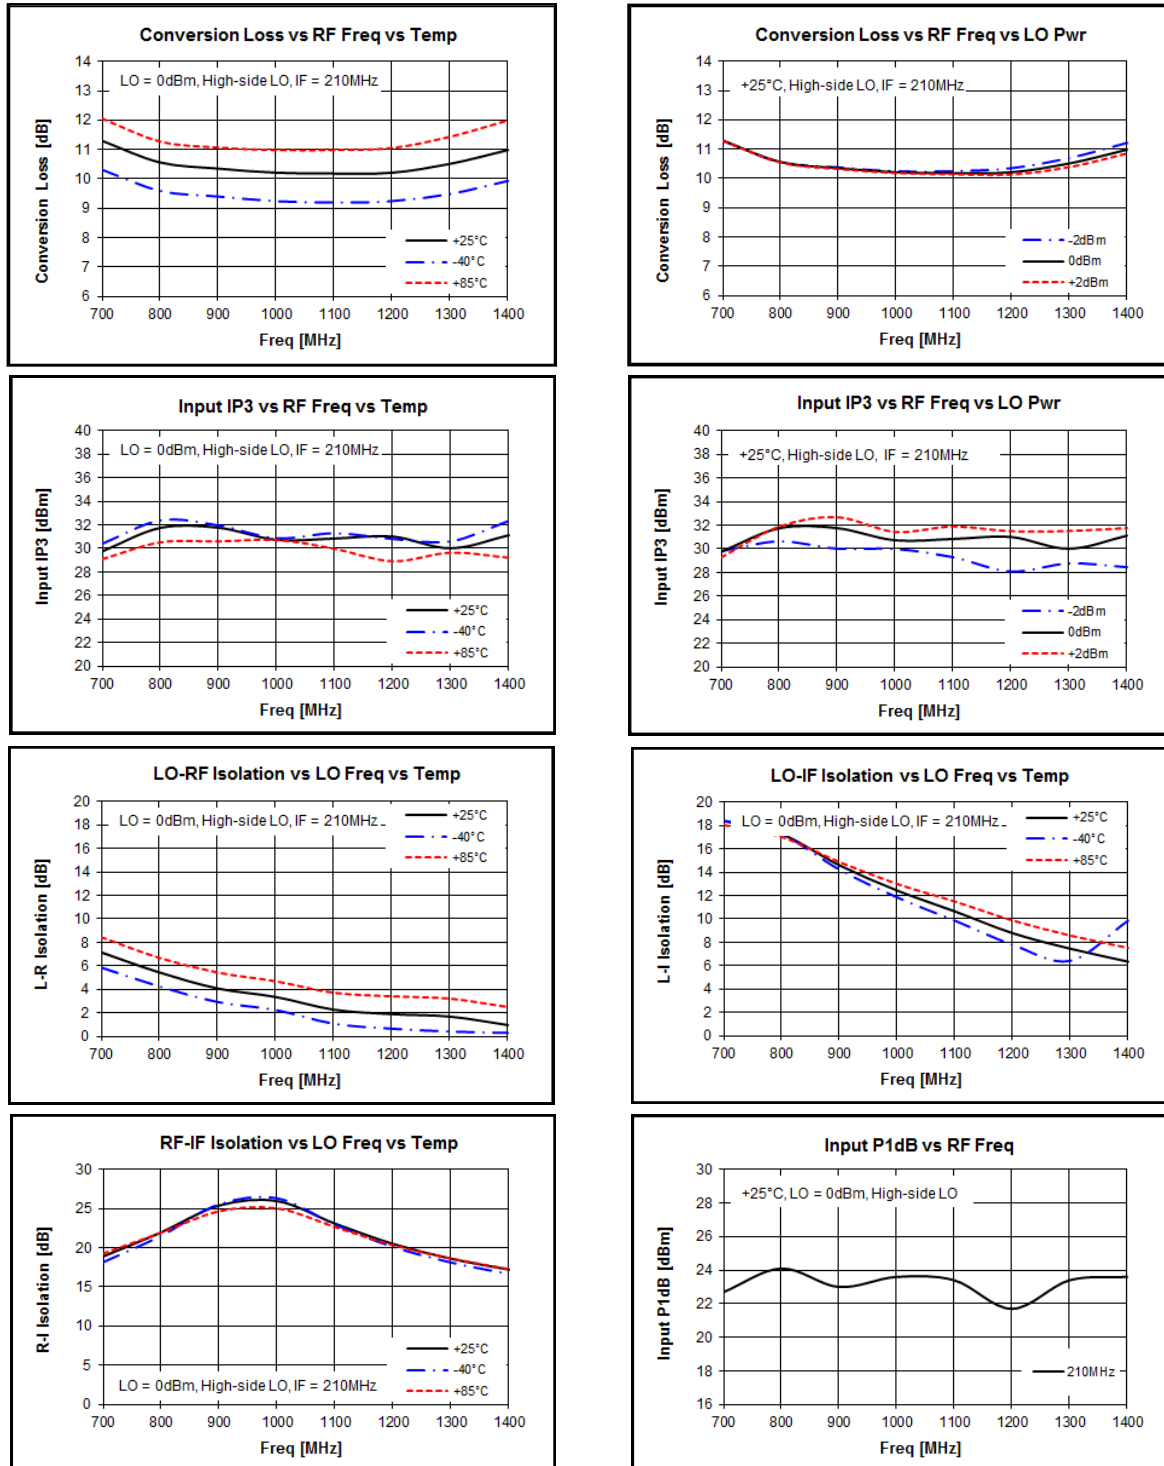 Conversion Loss vs RF Freq vs Temp
LO = 0dBm, High-side LO, IF = 210MHz
Conversion Loss [dB]
14
13
12
11
10
9
8
7
6
+25°C
-40°C
+85°C
700 800 900 1000 1100 1200 1300 1400
Freq [MHz]
Conversion Loss vs RF Freq vs LO Pwr
+25°C, High-side LO, IF = 210MHz
Conversion Loss [dB]
14
13
12
11
10
9
8
7
6
-2dBm
0dBm
+2dBm
700 800 900 1000 1100 1200 1300 1400
Freq [MHz]
Input IP3 vs RF Freq vs Temp
LO = 0dBm, High-side LO, IF = 210MHz
Input IP3 [dBm]
40
38
36
34
32
30
28
26
24
22
20
+25°C
-40°C
+85°C
700 800 900 1000 1100 1200 1300 1400
Freq [MHz]
Input IP3 vs RF Freq vs LO Pwr
+25°C, High-side LO, IF = 210MHz
Input IP3 [dBm]
40
38
36
34
32
30
28
26
24
22
20
-2dBm
0dBm
+2dBm
700 800 900 1000 1100 1200 1300 1400
Freq [MHz]
LO-RF Isolation vs LO Freq vs Temp
LO = 0dBm, High-side LO, IF = 210MHz
L-R Isolation [dB]
20
18
16
14
12
10
8
6
4
2
0
+25°C
-40°C
+85°C
700 800 900 1000 1100 1200 1300 1400
Freq [MHz]
LO-IF Isolation vs LO Freq vs Temp
LO = 0dBm, High-side LO, IF = 210MHz
L-I Isolation [dB]
20
18
16
14
12
10
8
6
4
2
0
+25°C
-40°C
+85°C
700 800 900 1000 1100 1200 1300 1400
Freq [MHz]
RF-IF Isolation vs LO Freq vs Temp
R-I Isolation [dB]
30
25
20
15
10
5
0
+25°C
-40°C
+85°C
LO = 0dBm, High-side LO, IF = 210MHz
700 800 900 1000 1100 1200 1300 1400
Freq [MHz]
Input P1dB vs RF Freq
+25°C, LO = 0dBm, High-side LO
Input P1dB [dBm]
30
28
26
24
22
20
18
16
210MHz
700 800 900 1000 1100 1200 1300 1400
Freq [MHz]